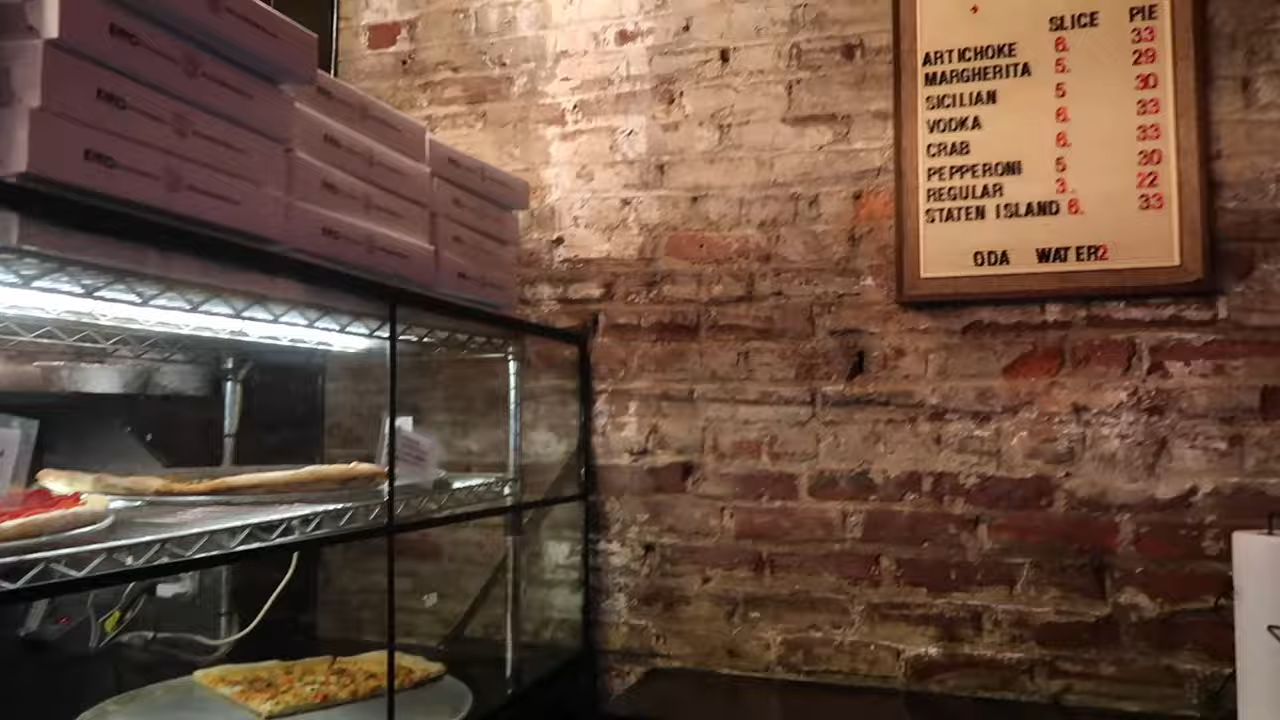 SLICE PIE
ARTICHOKE 6. 33
MARGHERITA 5. 29
SICILIAN 5 30
VODKA 6. 33
CRAB 6. 33
PEPPERONI 5 30
REGULAR 3. 22
STATEN ISLAND 6. 33
ODA WATER2